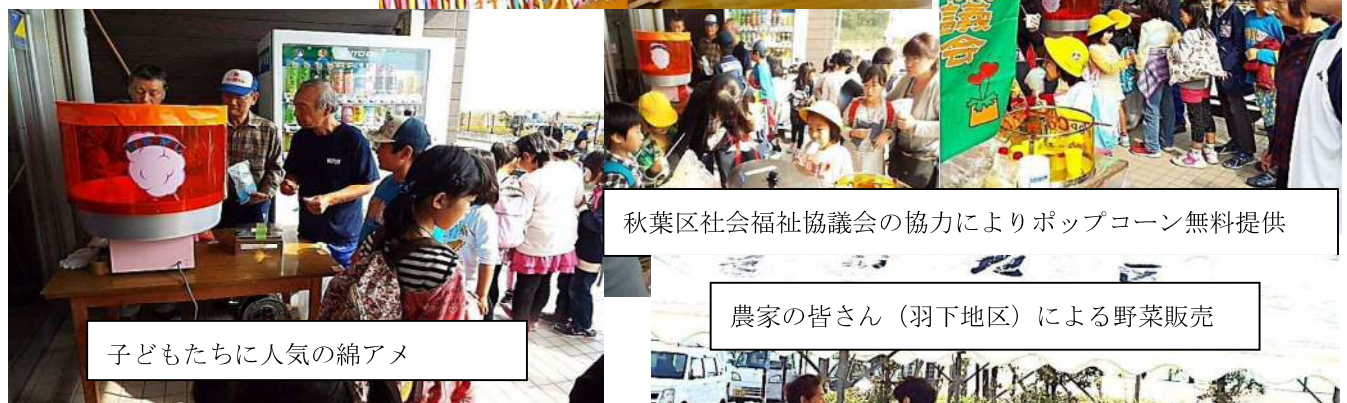 議会
秋葉区社会福祉協議会の協力によりポップコーン無料提供
農家の皆さん（羽下地区）による野菜販売
子どもたちに人気の綿アメ